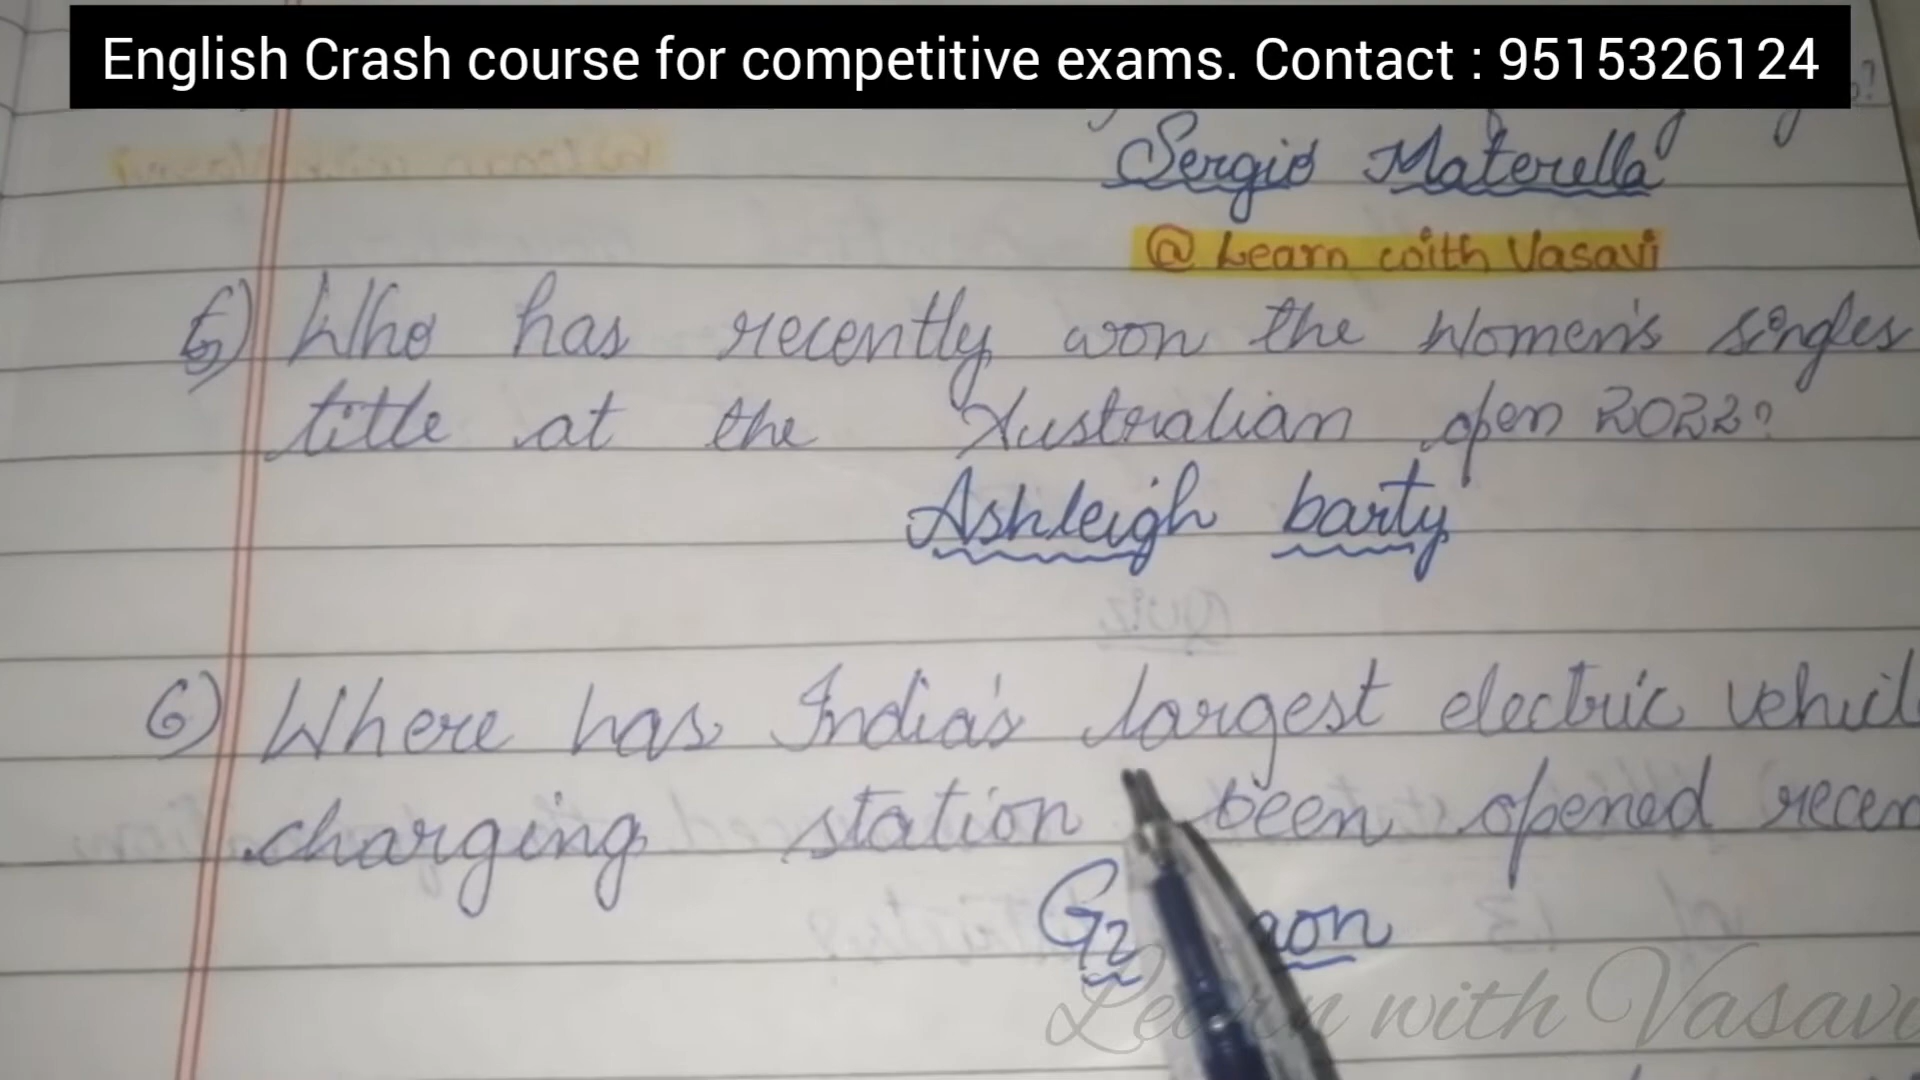 English Crash course for competitive exams. Contact : 9515326124
Sergio Materella
@ Learn with Vasavi
5) Who has recently won the Women's singles
title at the Australian open 2022?
Ashleigh barty
6) Where has India's largest electric vehicl
charging station been opened recen
Learn with Vasavi